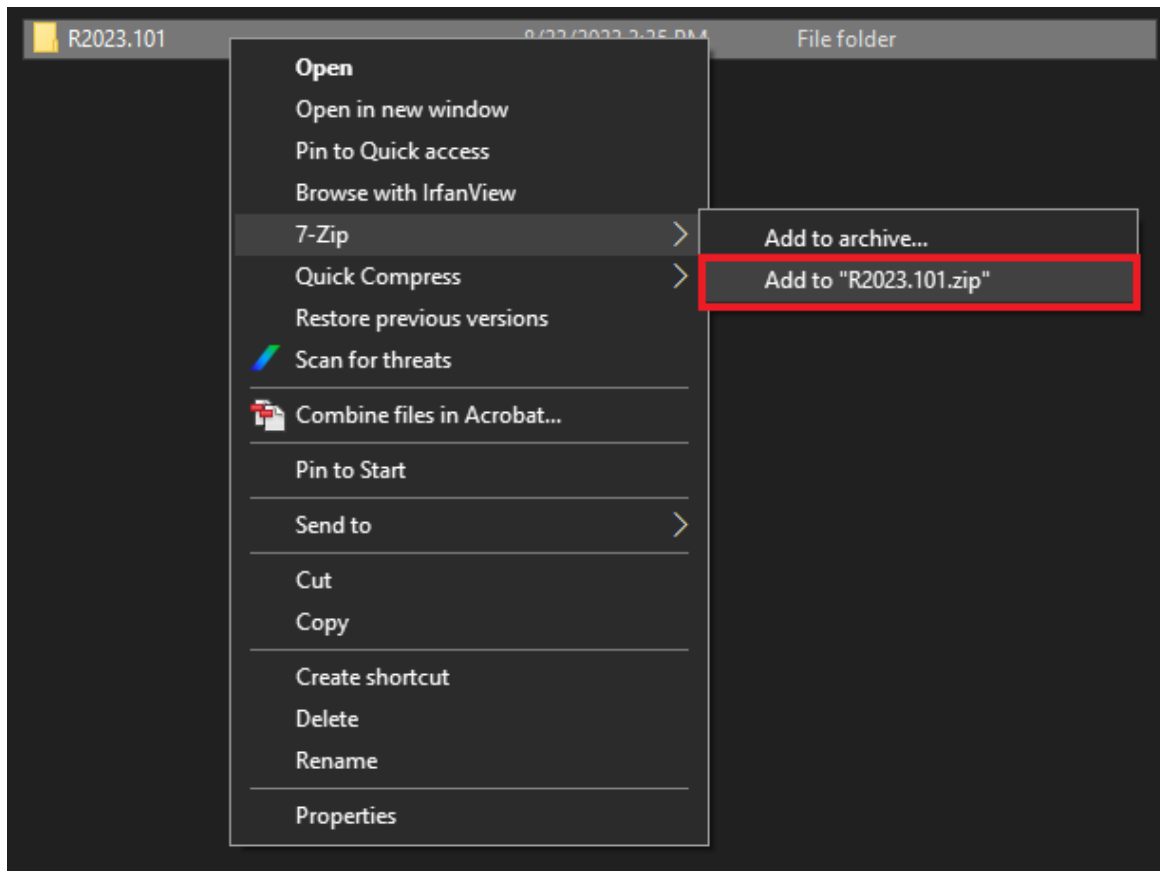 R2023.101 File folder
Open
Open in new window
Pin to Quick access
Browse with IrfanView
7-Zip
Add to archive...
Add to "R2023.101.zip"
Quick Compress
Restore previous versions
Scan for threats
Combine files in Acrobat...
Pin to Start
Send to
Cut
Copy
Create shortcut
Delete
Rename
Properties